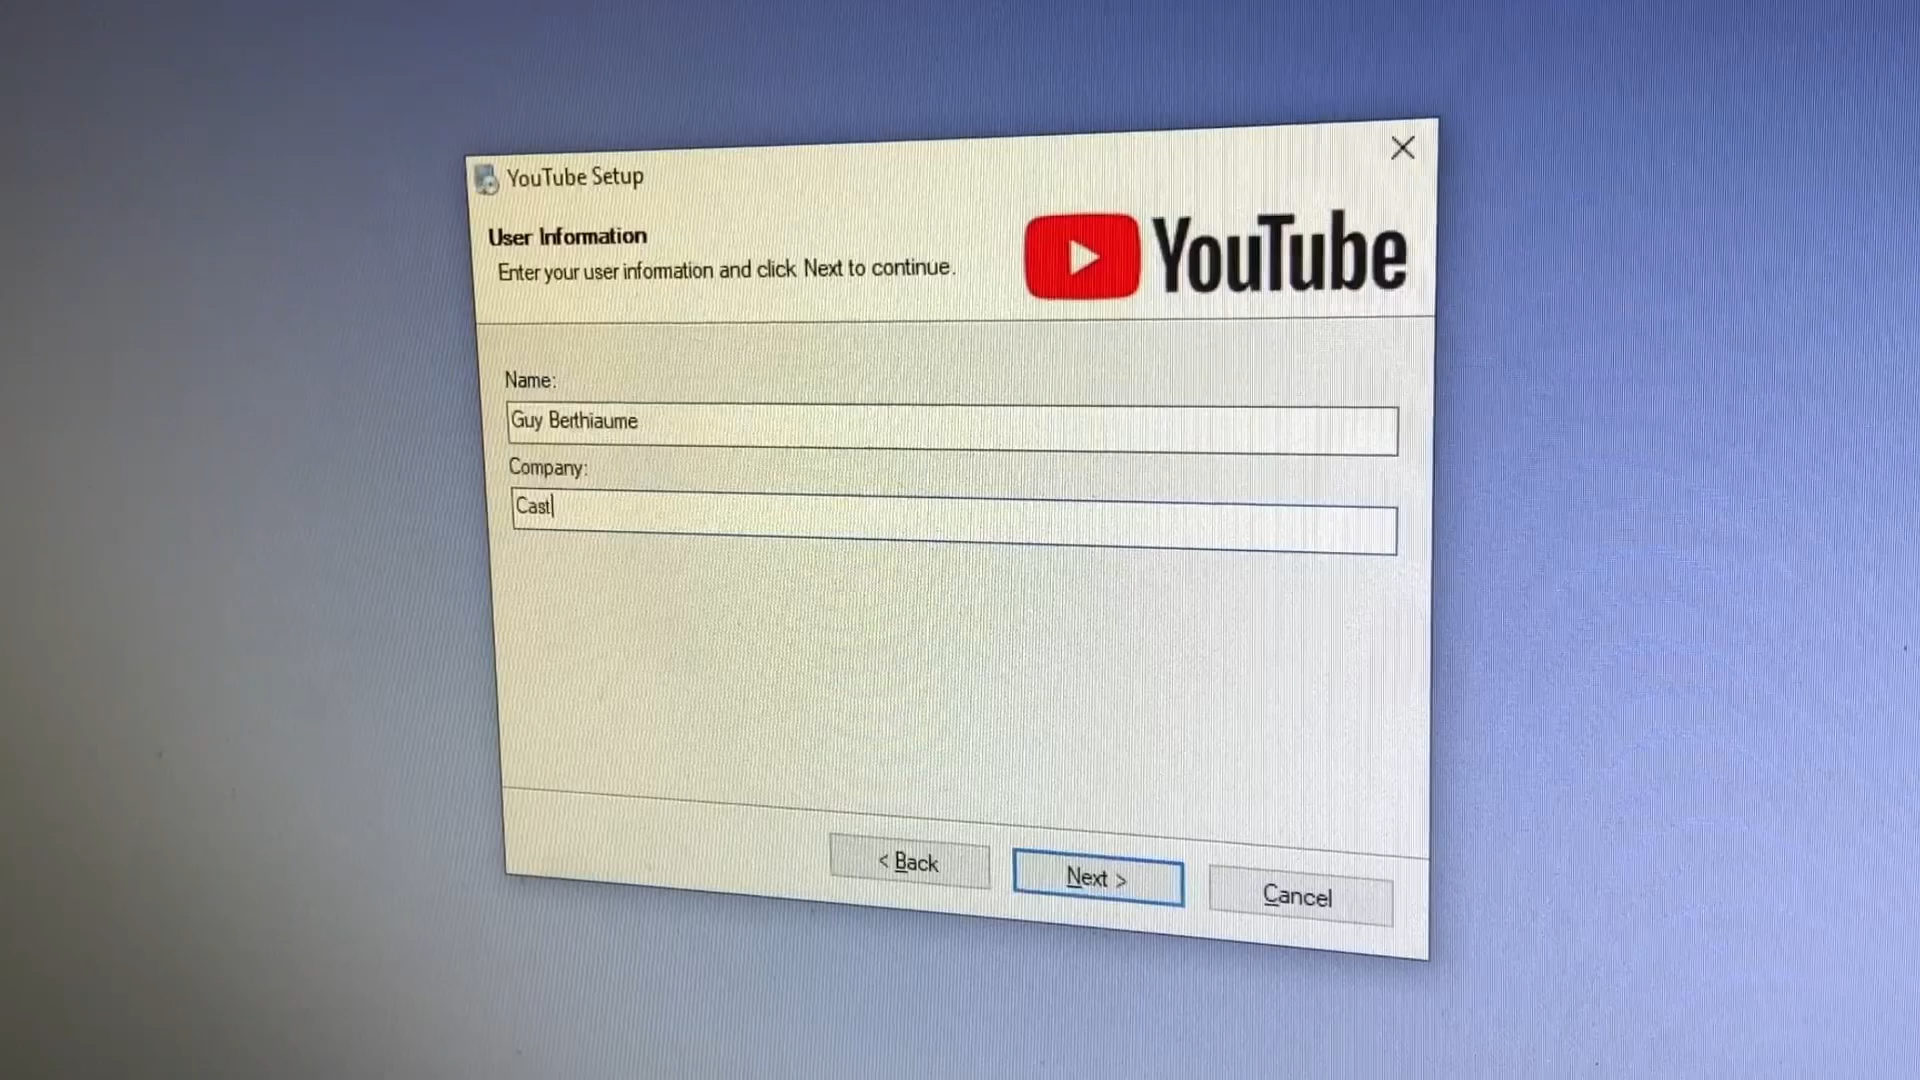 YouTube Setup
User Information
Enter your user information and click Next to continue.
YouTube
Name:
Guy Berthiaume
Company:
Cast
< Back
Next >
Cancel